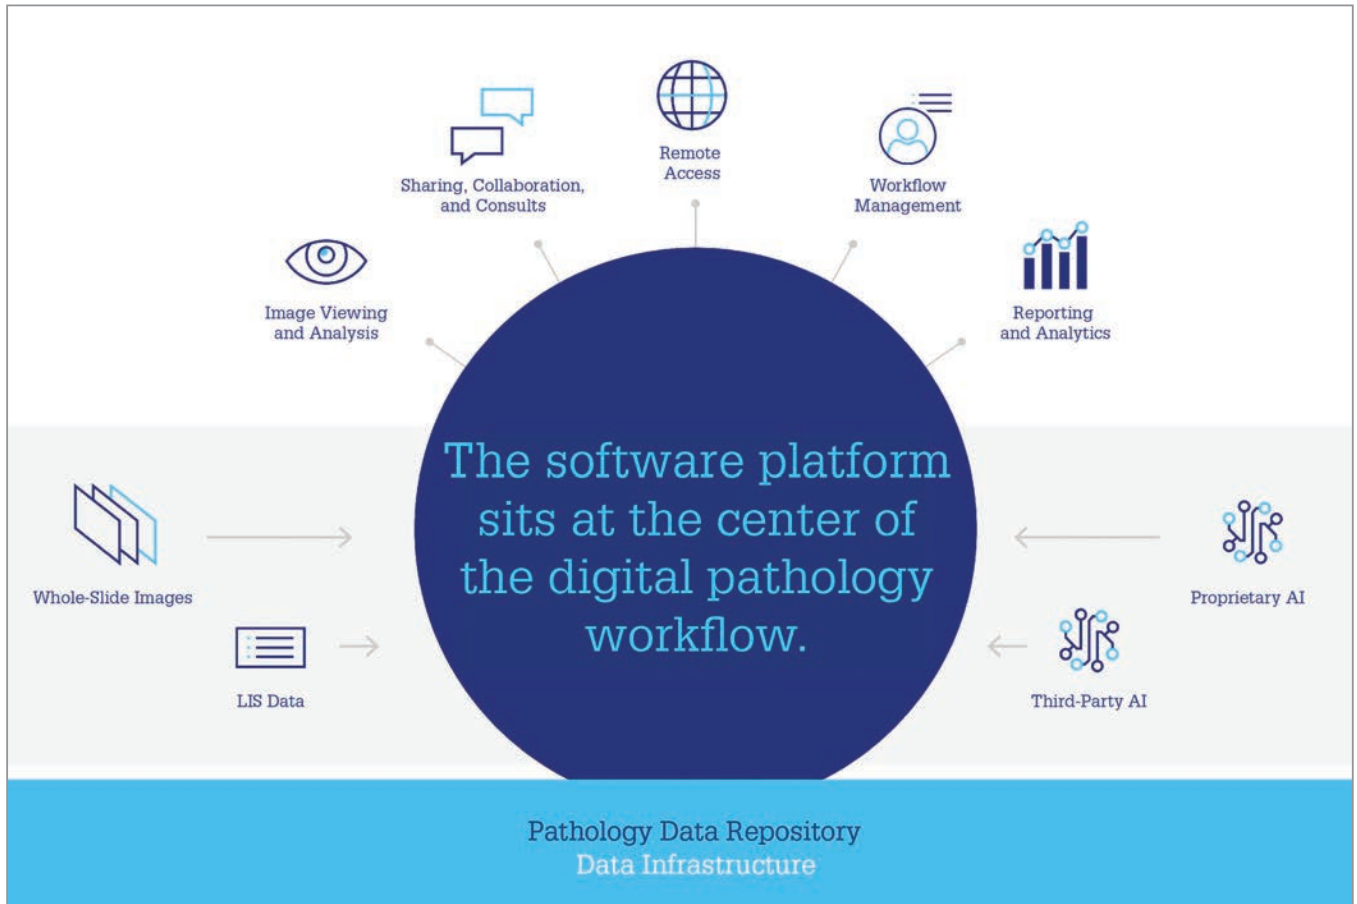 Remote
Access
Sharing, Collaboration,
and Consults
Workflow
Management
Image Viewing
and Analysis
Reporting
and Analytics
The software platform
sits at the center of
the digital pathology
workflow.
Whole-Slide Images
LIS Data
Proprietary AI
Third-Party AI
Pathology Data Repository
Data Infrastructure